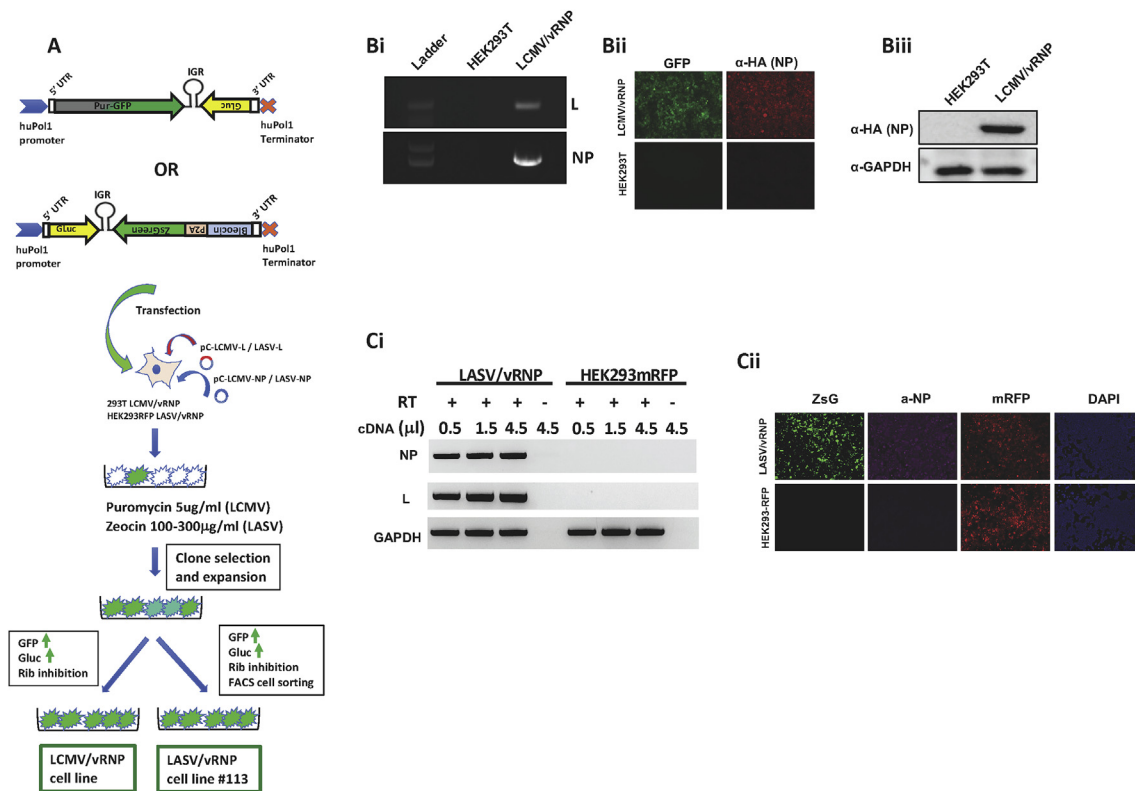 A
5' UTR
IGR
3' UTR
Pur-GFP
GLuc
huPol1
promoter
huPol1
Terminator
OR
5' UTR
IGR
3' UTR
GLuc
ZsGreen
P2A
Bleocin
huPol1
promoter
huPol1
Terminator
Transfection
pC-LCMV-L / LASV-L
pC-LCMV-NP / LASV-NP
293T LCMV/vRNP
HEK293RFP LASV/vRNP
Puromycin 5ug/ml (LCMV)
Zeocin 100-300µg/ml (LASV)
Clone selection
and expansion
GFP
Gluc
Rib inhibition
GFP
Gluc
Rib inhibition
FACS cell sorting
LCMV/vRNP
cell line
LASV/vRNP
cell line #113
Bi
Ladder
HEK293T
LCMV/vRNP
L
NP
Bii
GFP
α-HA (NP)
LCMV/vRNP
HEK293T
Biii
HEK293T
LCMV/vRNP
α-HA (NP)
α-GAPDH
Ci
LASV/vRNP
HEK293mRFP
RT + + + - + + + -
cDNA (µl) 0.5 1.5 4.5 4.5 0.5 1.5 4.5 4.5
NP
L
GAPDH
Cii
ZsG
a-NP
mRFP
DAPI
LASV/vRNP
HEK293-RFP